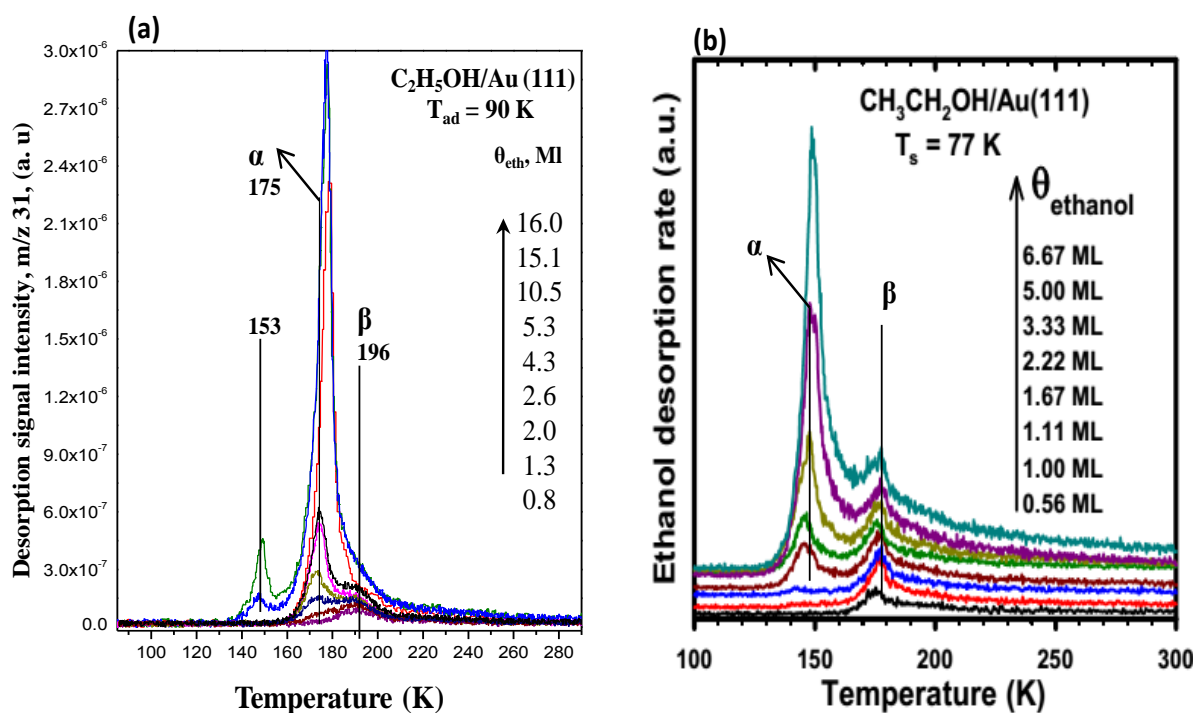 (a)
Desorption signal intensity, m/z 31, (a. u)
3.0x10⁻⁶
2.7x10⁻⁶
2.4x10⁻⁶
2.1x10⁻⁶
1.8x10⁻⁶
1.5x10⁻⁶
1.2x10⁻⁶
9.0x10⁻⁷
6.0x10⁻⁷
3.0x10⁻⁷
0.0
C₂H₅OH/Au (111)
T_ad = 90 K
α
175
θ_eth, Ml
16.0
15.1
10.5
5.3
4.3
2.6
2.0
1.3
0.8
153
β
196
100 120 140 160 180 200 220 240 260 280
Temperature (K)
(b)
Ethanol desorption rate (a.u.)
CH₃CH₂OH/Au(111)
T_s = 77 K
θ_ethanol
α
β
6.67 ML
5.00 ML
3.33 ML
2.22 ML
1.67 ML
1.11 ML
1.00 ML
0.56 ML
100 150 200 250 300
Temperature (K)